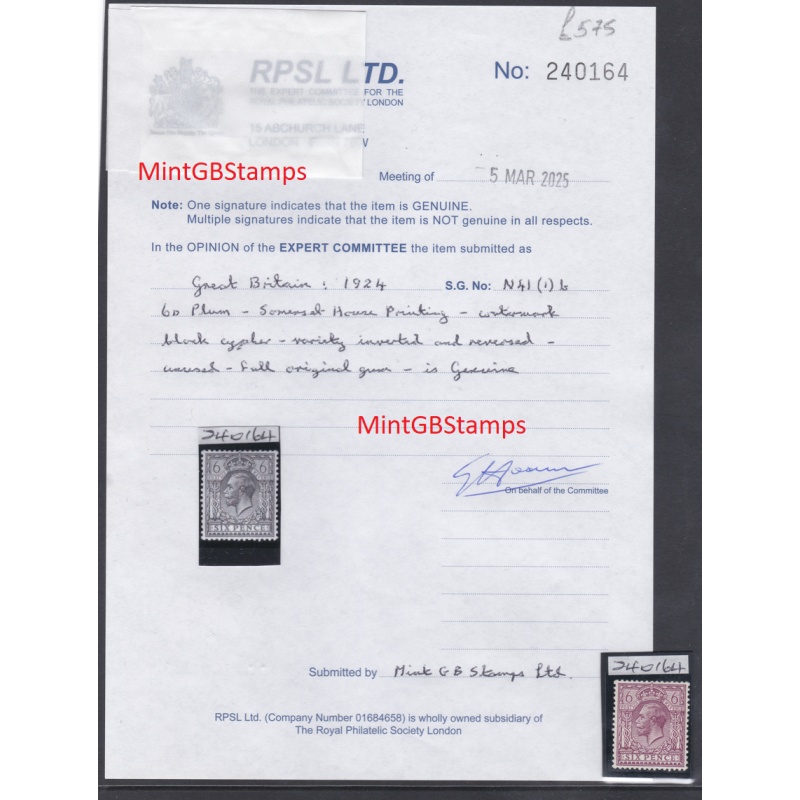 £575
RPSL LTD.
No: 240164
THE EXPERT COMMITTEE FOR THE
ROYAL PHILATELIC SOCIETY LONDON
15 ABCHURCH LANE
LONDON
MintGBStamps
Meeting of 5 MAR 2025
Note: One signature indicates that the item is GENUINE.
Multiple signatures indicate that the item is NOT genuine in all respects.
In the OPINION of the EXPERT COMMITTEE the item submitted as
Great Britain : 1924 S.G. No: N41(1)b
6D Plum - Somerset House Printing - watermark
block cypher - variety inverted and reversed -
unused - Full original gum - is Genuine
MintGBStamps
240164
6 6
SIX PENCE
On behalf of the Committee
Submitted by Mint GB Stamps Ltd.
240164
6 6
SIX PENCE
RPSL Ltd. (Company Number 01684658) is wholly owned subsidiary of
The Royal Philatelic Society London